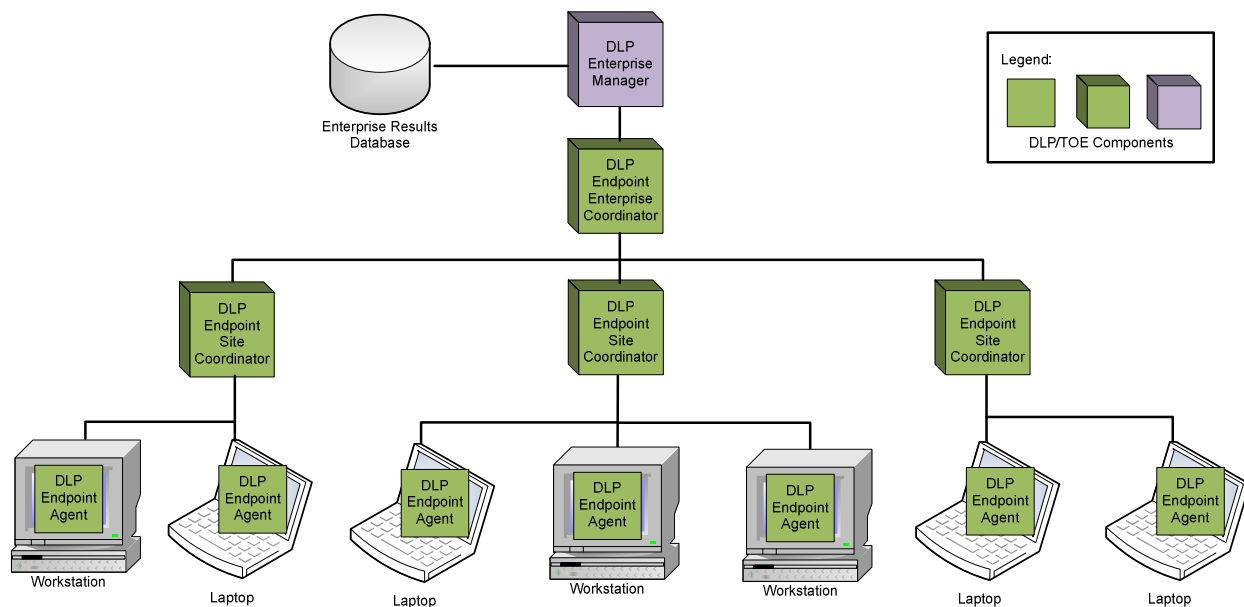 DLP
Enterprise
Manager
Enterprise Results
Database
Legend:
DLP/TOE Components
DLP
Endpoint
Enterprise
Coordinator
DLP
Endpoint
Site
Coordinator
DLP
Endpoint
Site
Coordinator
DLP
Endpoint
Site
Coordinator
DLP
Endpoint
Agent
Workstation
DLP
Endpoint
Agent
Laptop
DLP
Endpoint
Agent
Laptop
DLP
Endpoint
Agent
Workstation
DLP
Endpoint
Agent
Workstation
DLP
Endpoint
Agent
Laptop
DLP
Endpoint
Agent
Laptop